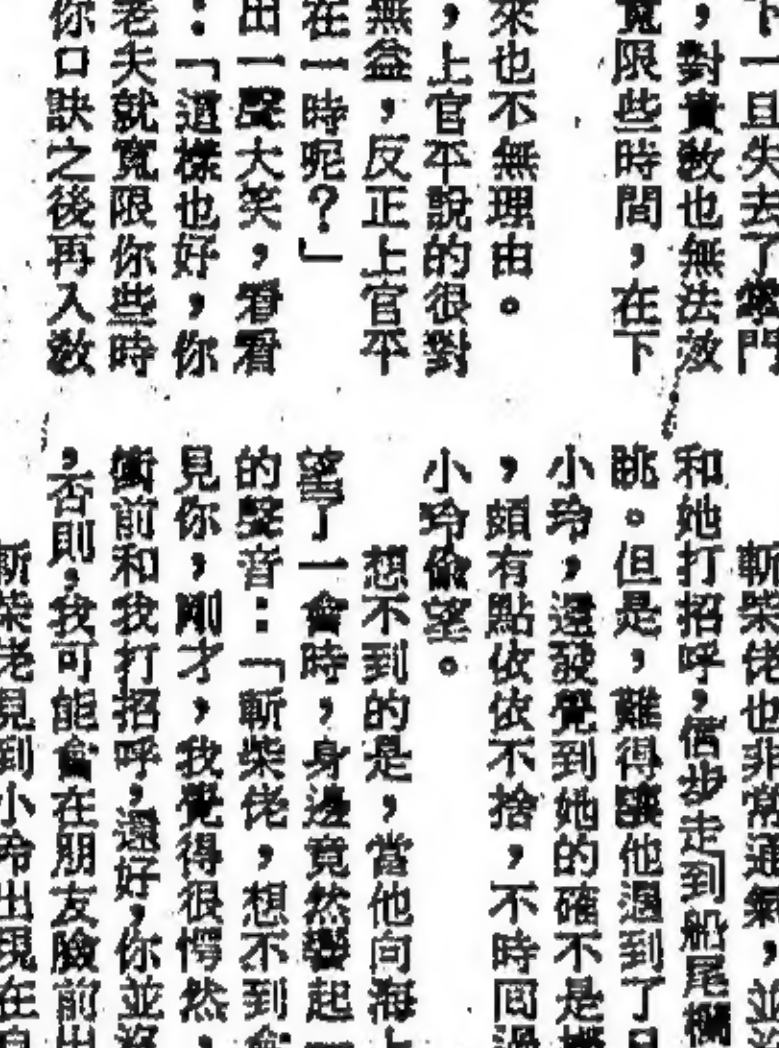 下一旦失去了掌門
，對貴教也無法效
寬限些時間，在下
來也不無理由。
，上官平說的很對
無益，反正上官平
在一時呢？」
出一聲大笑，看看
：「這樣也好，你
老夫就寬限你些時
你口訣之後再入教
斬柴佬也非常通氣，並沒
和她打招呼，借步走到船尾欄
眺。但是，難得讓他遇到了
小玲，還發覺到她的確不是
，頗有點依依不捨，不時回過
小玲偷望。
想不到的是，當他向海上
望了一會時，身邊竟然響起一
的聲音：「斬柴佬，想不到會
見你，剛才，我覺得很愕然，
衝前和我打招呼，還好，你並沒
，否則，我可能會在朋友臉前出
斬柴佬見到小玲出現在